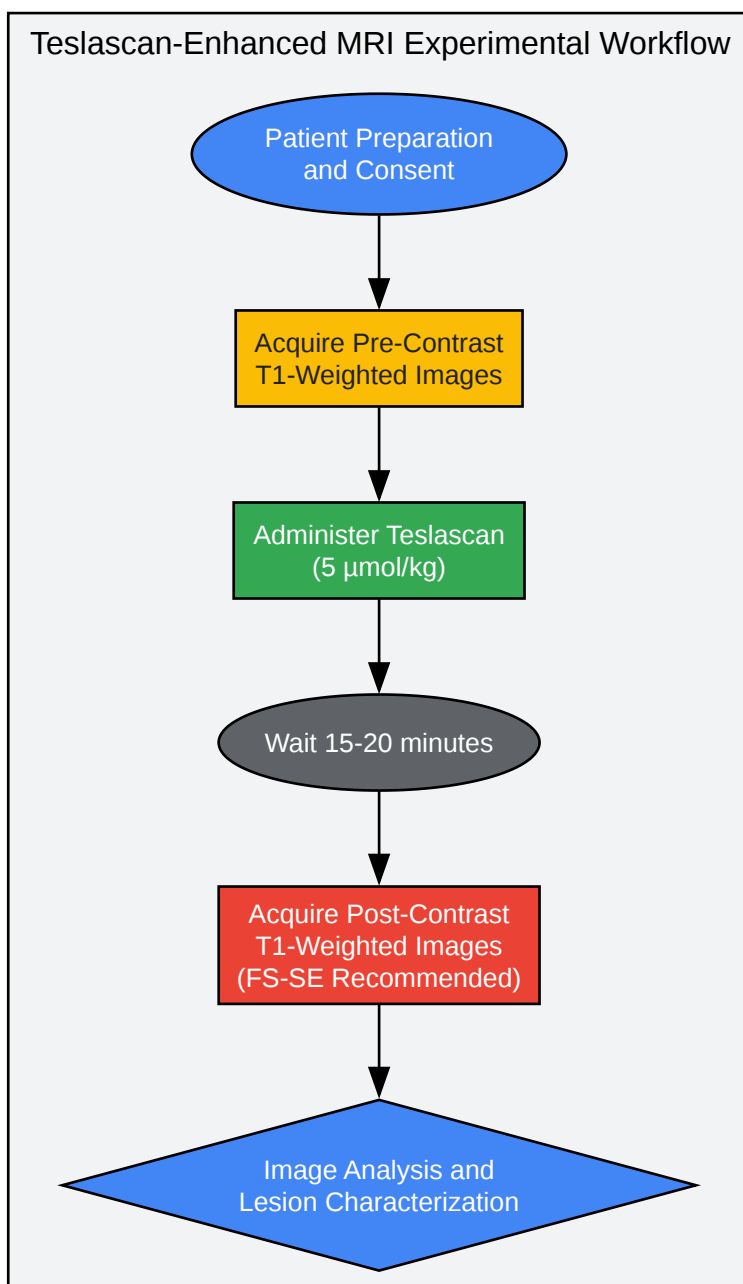 Teslascan-Enhanced MRI Experimental Workflow
Patient Preparation
and Consent
Acquire Pre-Contrast
T1-Weighted Images
Administer Teslascan
(5 µmol/kg)
Wait 15-20 minutes
Acquire Post-Contrast
T1-Weighted Images
(FS-SE Recommended)
Image Analysis and
Lesion Characterization